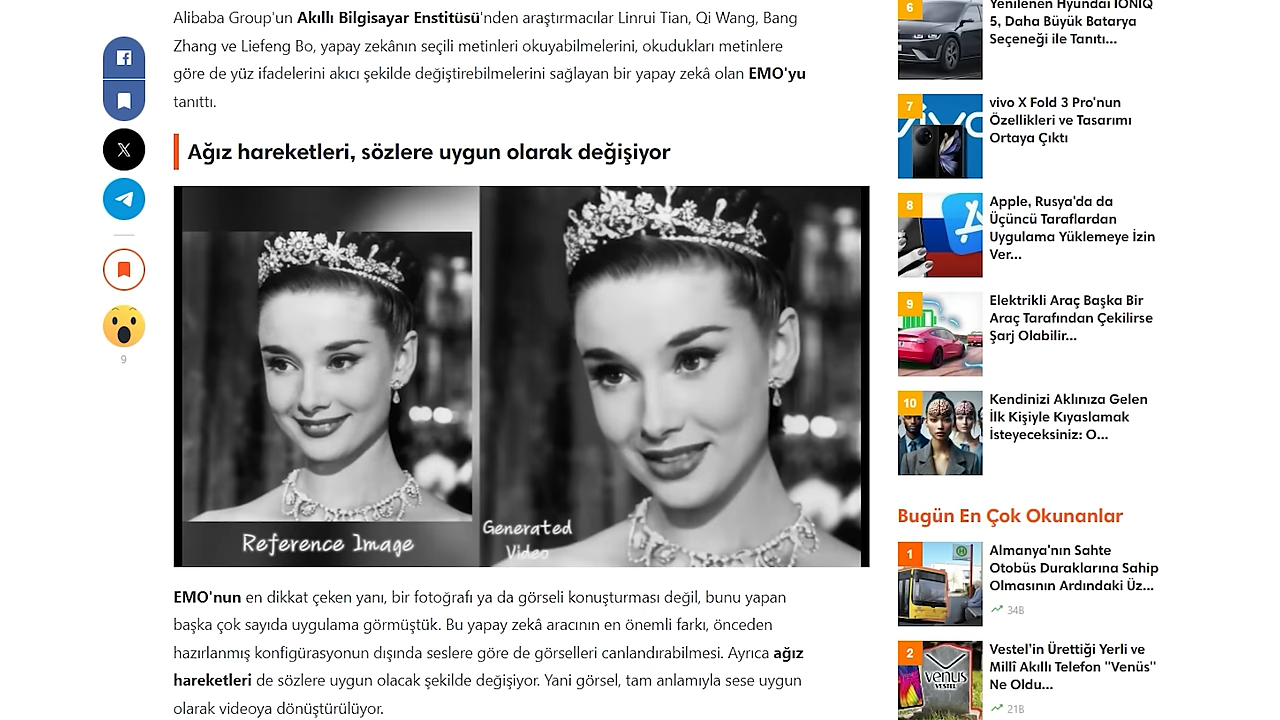 Alibaba Group'un Akıllı Bilgisayar Enstitüsü'nden araştırmacılar Linrui Tian, Qi Wang, Bang
Zhang ve Liefeng Bo, yapay zekânın seçili metinleri okuyabilmelerini, okudukları metinlere
göre de yüz ifadelerini akıcı şekilde değiştirebilmelerini sağlayan bir yapay zekâ olan EMO'yu
tanıttı.
Ağız hareketleri, sözlere uygun olarak değişiyor
Reference Image
Generated
Video
EMO'nun en dikkat çeken yanı, bir fotoğrafı ya da görseli konuşturması değil, bunu yapan
başka çok sayıda uygulama görmüştük. Bu yapay zekâ aracının en önemli farkı, önceden
hazırlanmış konfigürasyonun dışında seslere göre de görselleri canlandırabilmesi. Ayrıca ağız
hareketleri de sözlere uygun olacak şekilde değişiyor. Yani görsel, tam anlamıyla sese uygun
olarak videoya dönüştürülüyor.
9
6
Yenilenen Hyundai IONIQ
5, Daha Büyük Batarya
Seçeneği ile Tanıtı...
7
vivo X Fold 3 Pro'nun
Özellikleri ve Tasarımı
Ortaya Çıktı
8
Apple, Rusya'da da
Üçüncü Taraflardan
Uygulama Yüklemeye İzin
Ver...
9
Elektrikli Araç Başka Bir
Araç Tarafından Çekilirse
Şarj Olabilir...
10
Kendinizi Aklınıza Gelen
İlk Kişiyle Kıyaslamak
İsteyeceksiniz: O...
Bugün En Çok Okunanlar
1
Almanya'nın Sahte
Otobüs Duraklarına Sahip
Olmasının Ardındaki Üz...
34B
2
Vestel'in Ürettiği Yerli ve
Millî Akıllı Telefon "Venüs"
Ne Oldu...
21B
venus
VESTEL